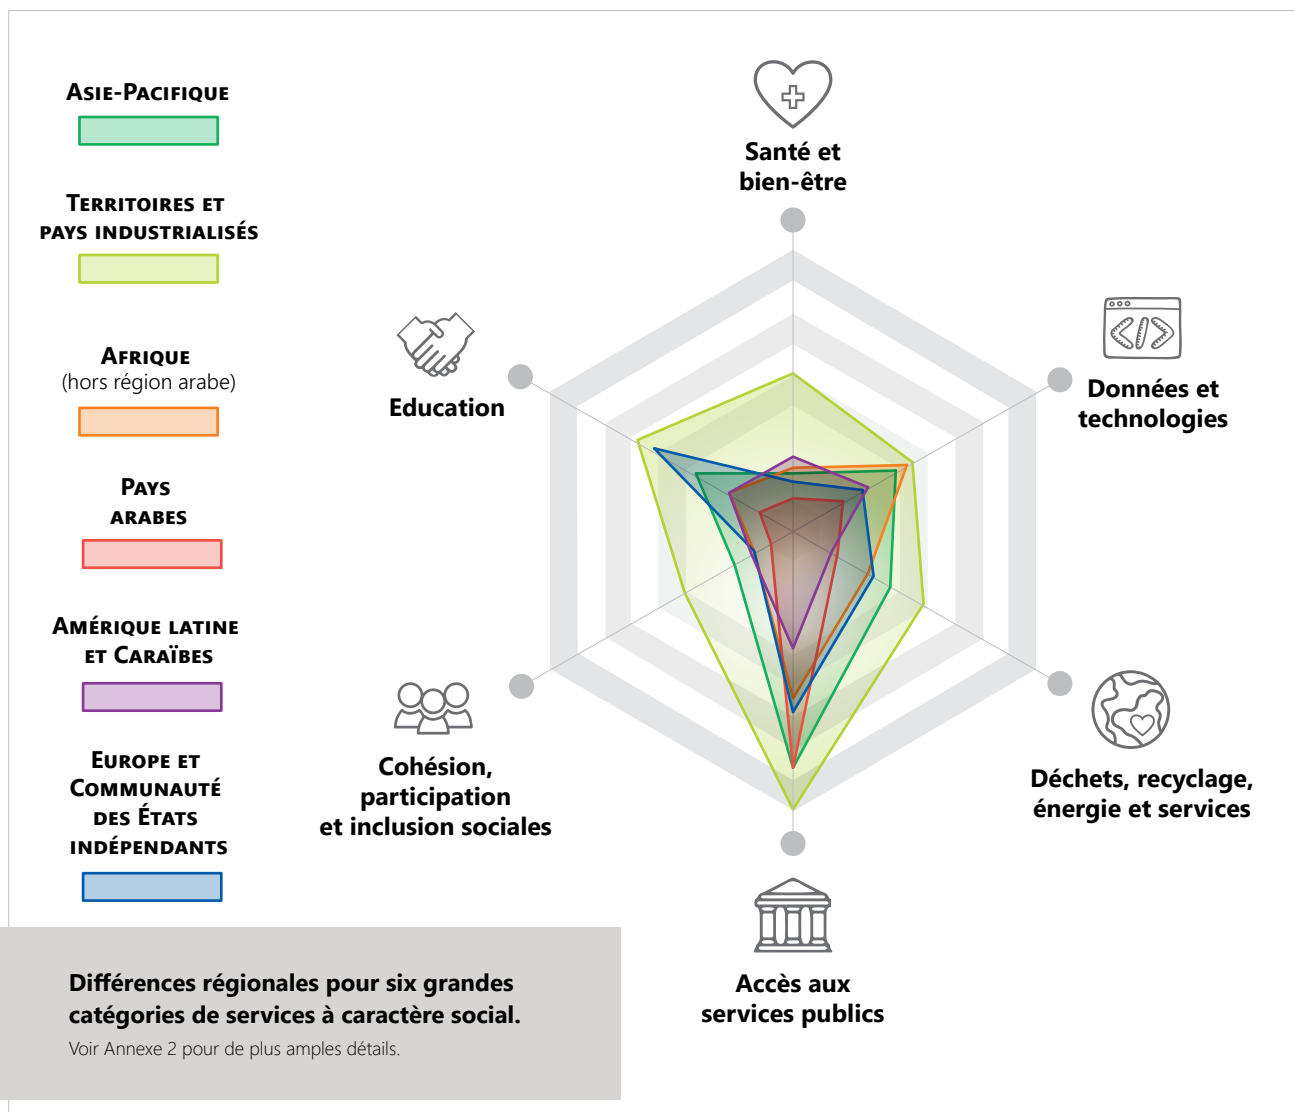 ASIE-PACIFIQUE
TERRITOIRES ET
PAYS INDUSTRIALISÉS
AFRIQUE
(hors région arabe)
PAYS
ARABES
AMÉRIQUE LATINE
ET CARAÏBES
EUROPE ET
COMMUNAUTÉ
DES ÉTATS
INDÉPENDANTS
Santé et
bien-être
Données et
technologies
Déchets, recyclage,
énergie et services
Accès aux
services publics
Cohésion,
participation
et inclusion sociales
Education
Différences régionales pour six grandes
catégories de services à caractère social.
Voir Annexe 2 pour de plus amples détails.